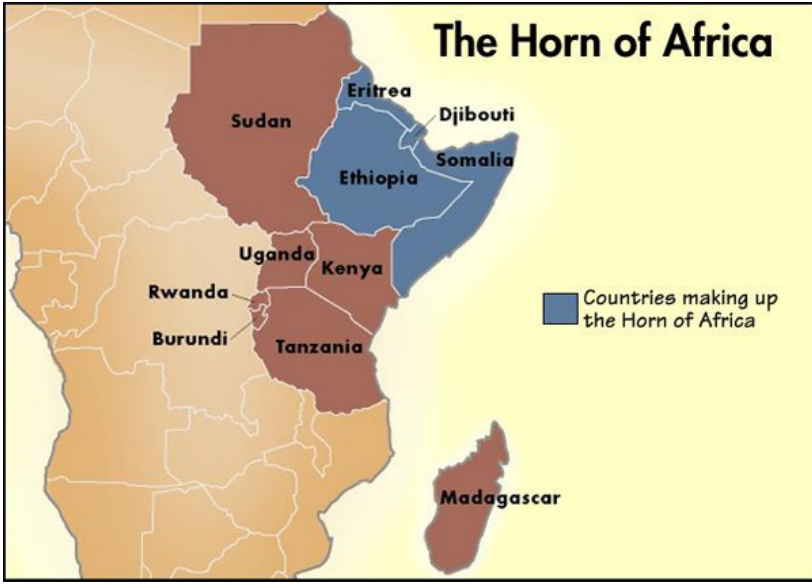 The Horn of Africa
Eritrea
Djibouti
Sudan
Somalia
Ethiopia
Uganda
Kenya
Rwanda
Burundi
Tanzania
Countries making up
the Horn of Africa
Madagascar